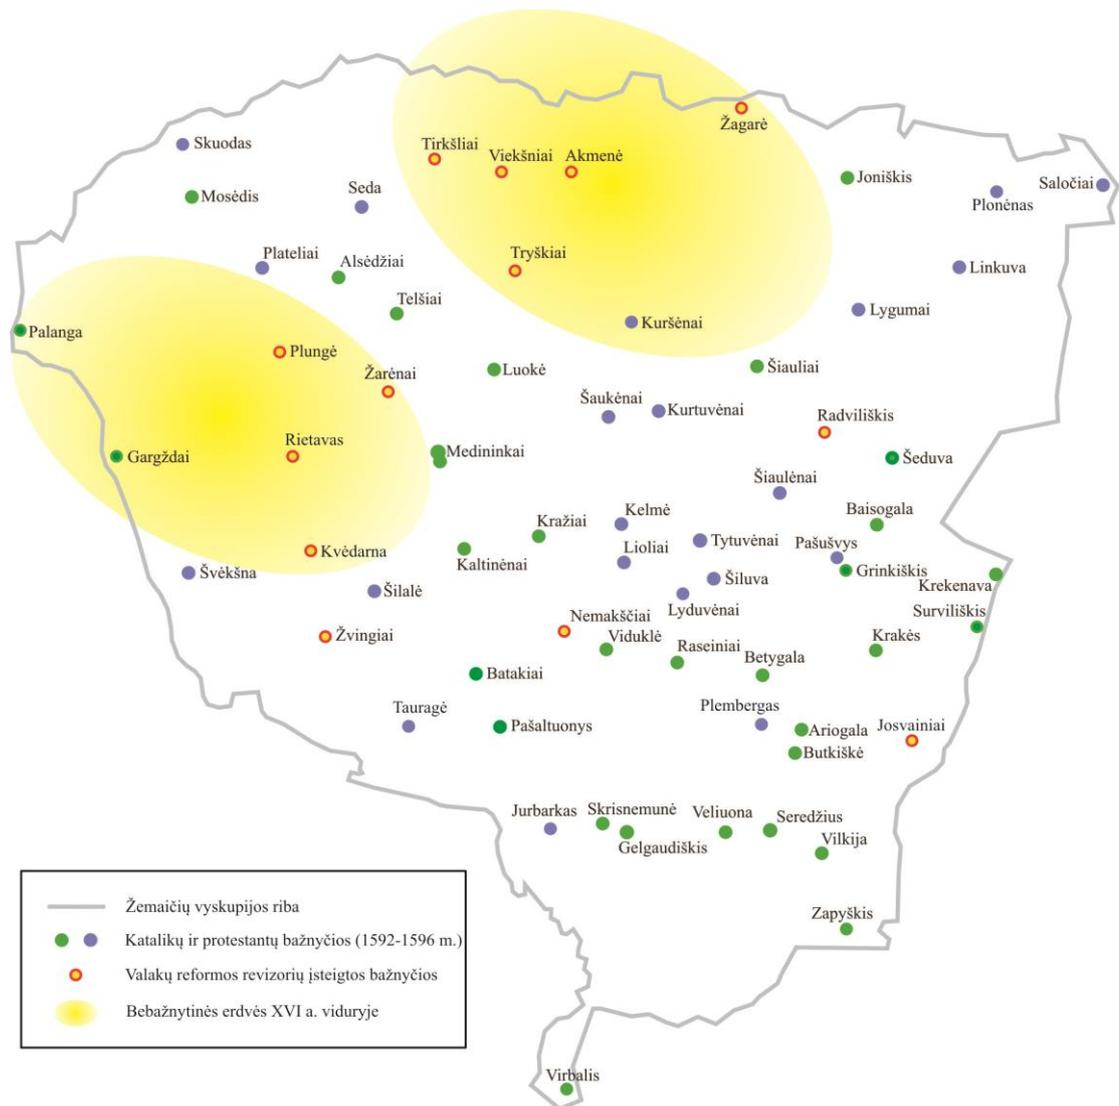 Žagarė
Tirkšliai
Viekšniai
Akmenė
Skuodas
Joniškis
Saločiai
Seda
Mosėdis
Plonėnas
Plateliai
Alsėdžiai
Tryškiai
Linkuva
Telšiai
Lygumai
Kuršėnai
Palanga
Plungė
Žarėnai
Luokė
Šiauliai
Šaukėnai
Kurtuvėnai
Radviliškis
Rietavas
Gargždai
Medininkai
Šeduva
Šiaulėnai
Kelmė
Baisogala
Kražiai
Tytuvėnai
Pašušvys
Lioliai
Kaltinėnai
Kvėdarna
Grinkiškis
Švėkšna
Šiluva
Krekenava
Šilalė
Lyduvėnai
Surviliškis
Nemakščiai
Žvingiai
Viduklė
Raseiniai
Krakės
Betygala
Batakiai
Tauragė
Plembergas
Pašaltuonys
Ariogala
Josvainiai
Butkiškė
Jurbarkas
Skrisnemunė
Veliuona
Seredžius
Gelgaudiškis
Vilkija
Zapyškis
Virbalis
Žemaičių vyskupijos riba
Katalikų ir protestantų bažnyčios (1592-1596 m.)
Valakų reformos revizorių įsteigtos bažnyčios
Bebažnytinės erdvės XVI a. viduryje